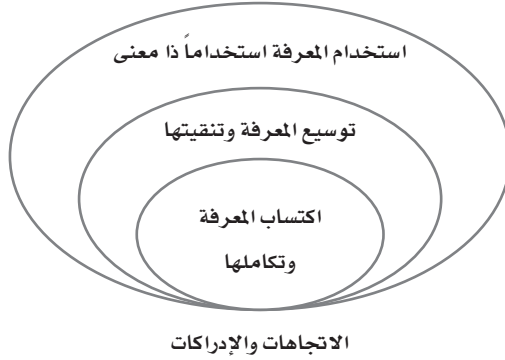 استخدام المعرفة استخداماً ذا معنى
توسيع المعرفة وتنقيتها
اكتساب المعرفة
وتكاملها
الاتجاهات والإدراكات